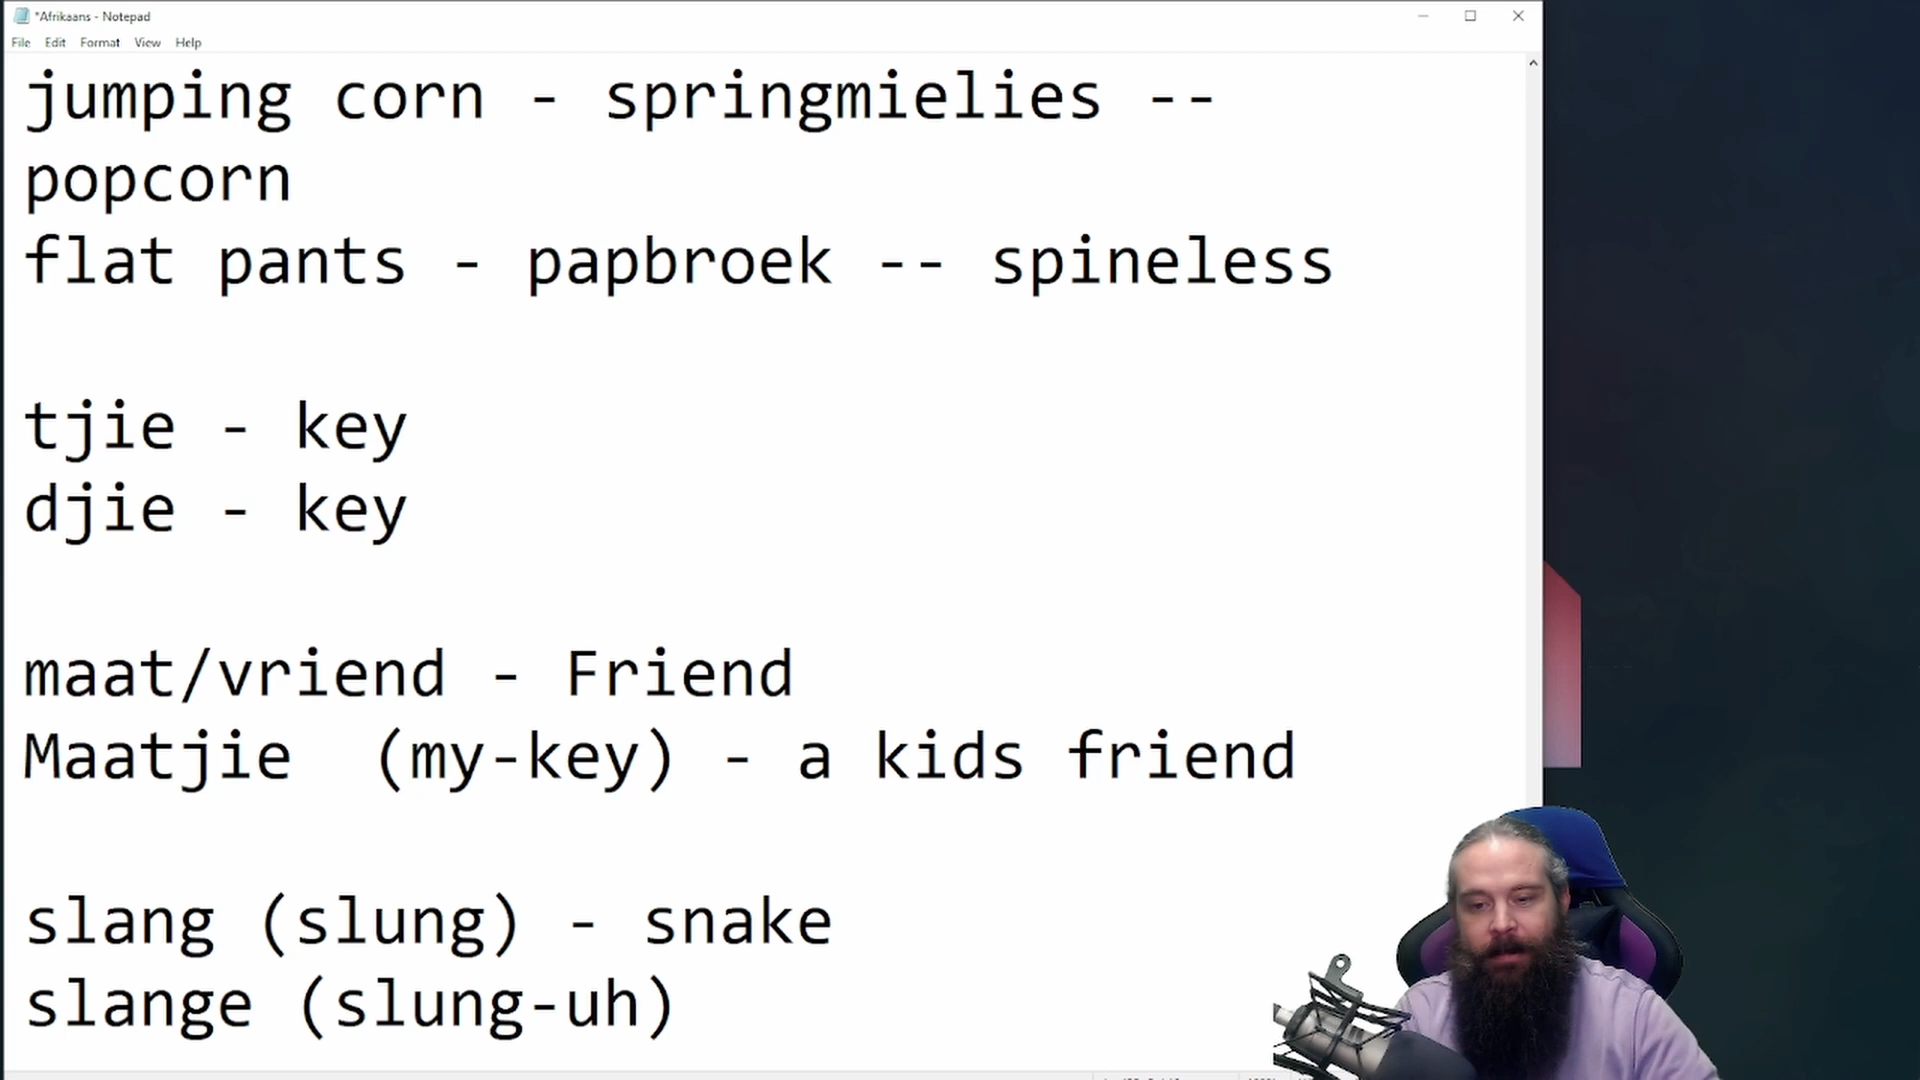 *Afrikaans - Notepad
File Edit Format View Help
jumping corn - springmielies --
popcorn
flat pants - papbroek -- spineless
tjie - key
djie - key
maat/vriend - Friend
Maatjie  (my-key) - a kids friend
slang (slung) - snake
slange (slung-uh)